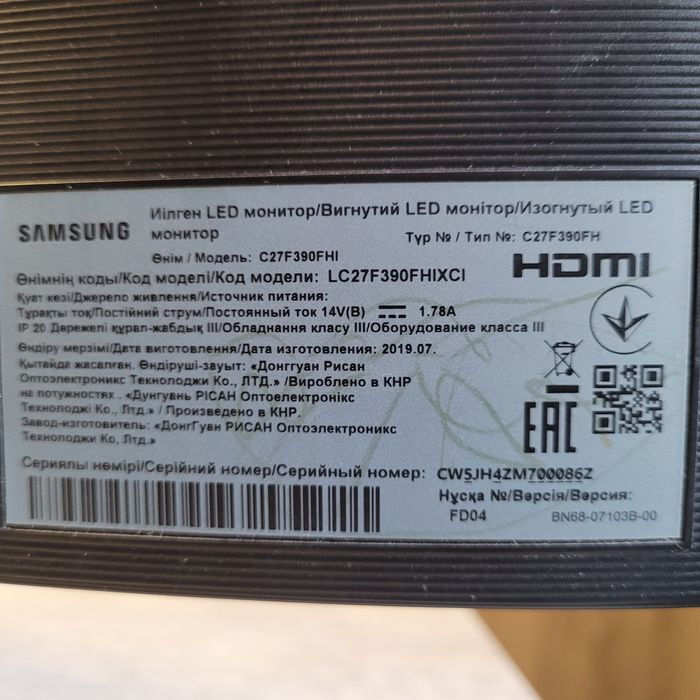 SAMSUNG
Иілген LED монитор/Вигнутий LED монітор/Изогнутый LED
монитор
Түр № / Тип №: C27F390FH
Өнім / Модель: C27F390FHI
HDMI
Өнімнің коды/Код моделі/Код модели: LC27F390FHIXCI
Қуат көзі/Джерело живлення/Источник питания:
Тұрақты ток/Постійний струм/Постоянный ток 14V(В) 1.78A
IP 20 Дәрежелі құрал-жабдық III/Обладнання класу III/Оборудование класса III
Өндіру мерзімі/Дата виготовлення/Дата изготовления: 2019.07.
Қытайда жасалған. Өндіруші-зауыт: «Донггуан Рисан
Оптоэлектроникс Текнолоджи Ко., ЛТД.» /Вироблено в КНР
на потужностях . «Дунгуань РІСАН Оптоелектронікс
Технолоджі Ко., Лтд.» / Произведено в КНР.
Завод-изготовитель: «ДонгГуан РИСАН Оптоэлектроникс
Текнолоджи Ко, Лтд.»
EAC
Сериялы нөмірі/Серійний номер/Серийный номер: CW5JH4ZM700086Z
Нұсқа №/Версія/Версия:
FD04 BN68-07103B-00